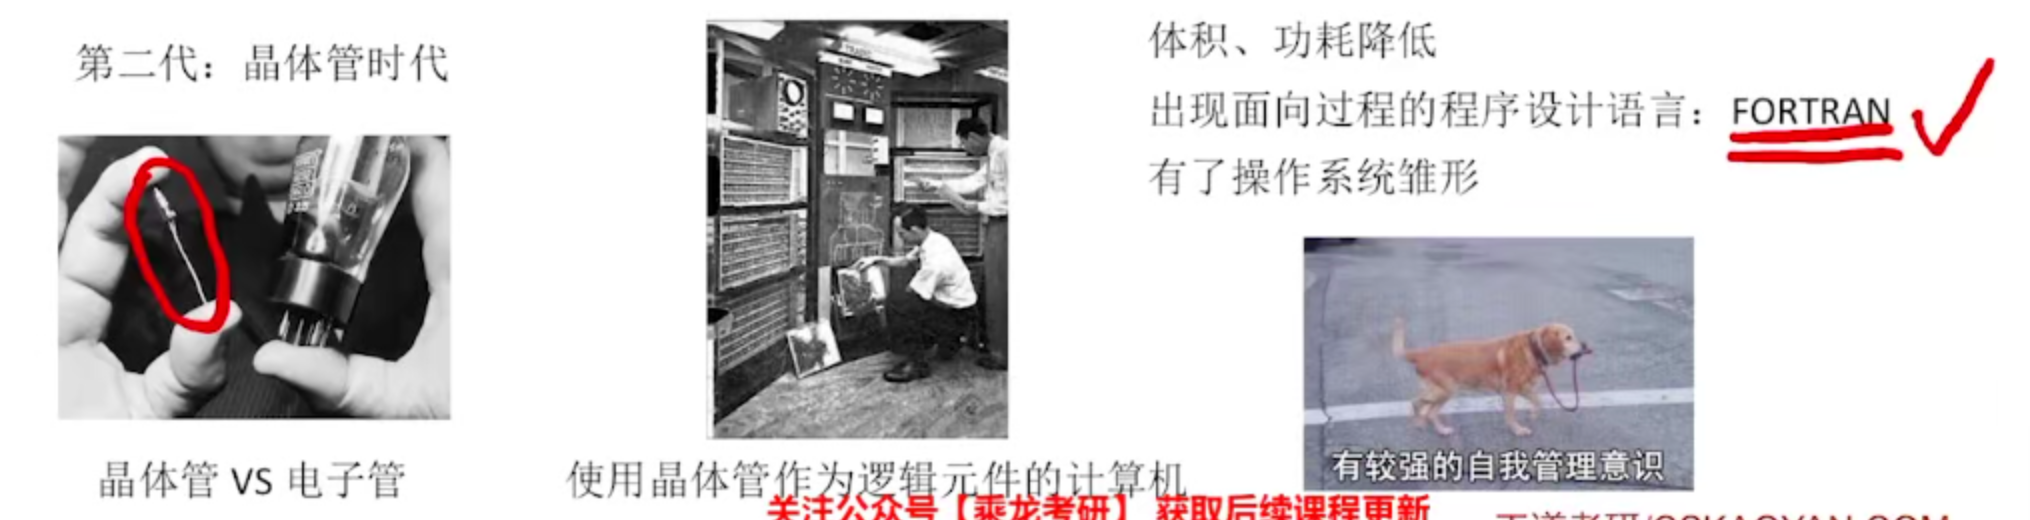 第二代：晶体管时代
晶体管 VS 电子管
使用晶体管作为逻辑元件的计算机
体积、功耗降低
出现面向过程的程序设计语言：FORTRAN
有了操作系统雏形
有较强的自我管理意识
关注公众号【乘龙考研】 获取后续课程更新